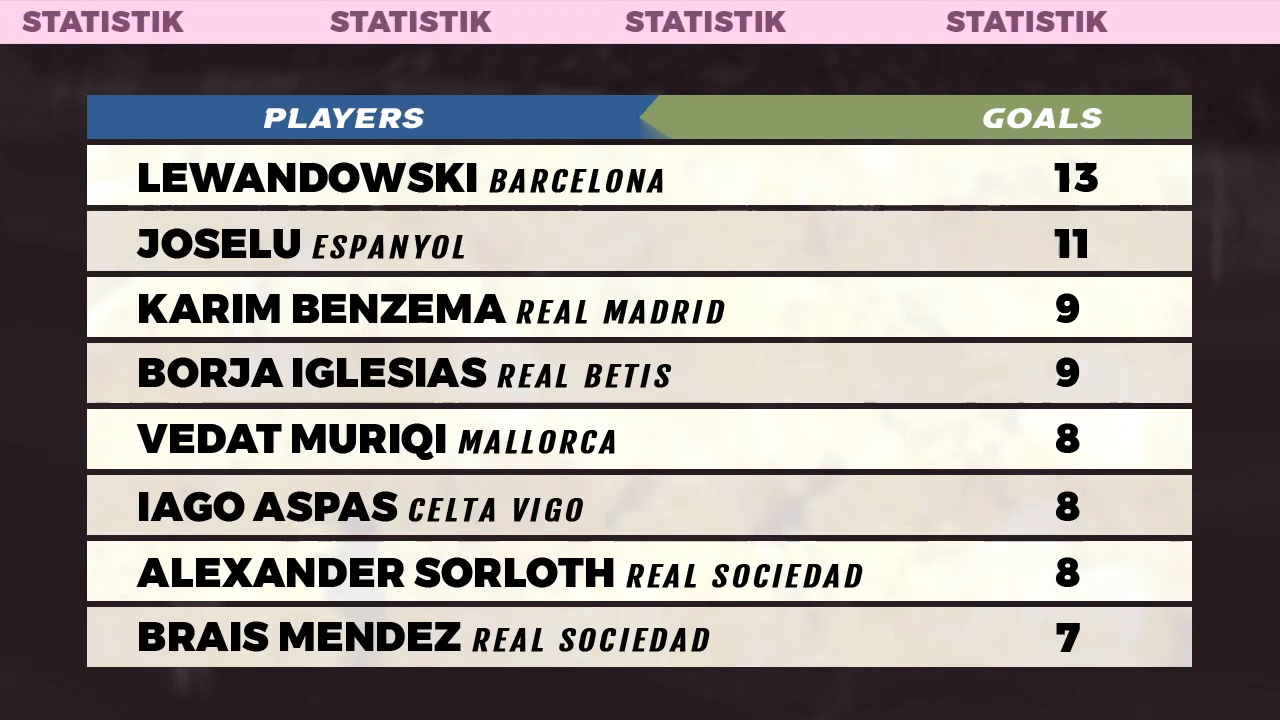 STATISTIK STATISTIK STATISTIK STATISTIK
PLAYERS GOALS
LEWANDOWSKI BARCELONA 13
JOSELU ESPANYOL 11
KARIM BENZEMA REAL MADRID 9
BORJA IGLESIAS REAL BETIS 9
VEDAT MURIQI MALLORCA 8
IAGO ASPAS CELTA VIGO 8
ALEXANDER SORLOTH REAL SOCIEDAD 8
BRAIS MENDEZ REAL SOCIEDAD 7